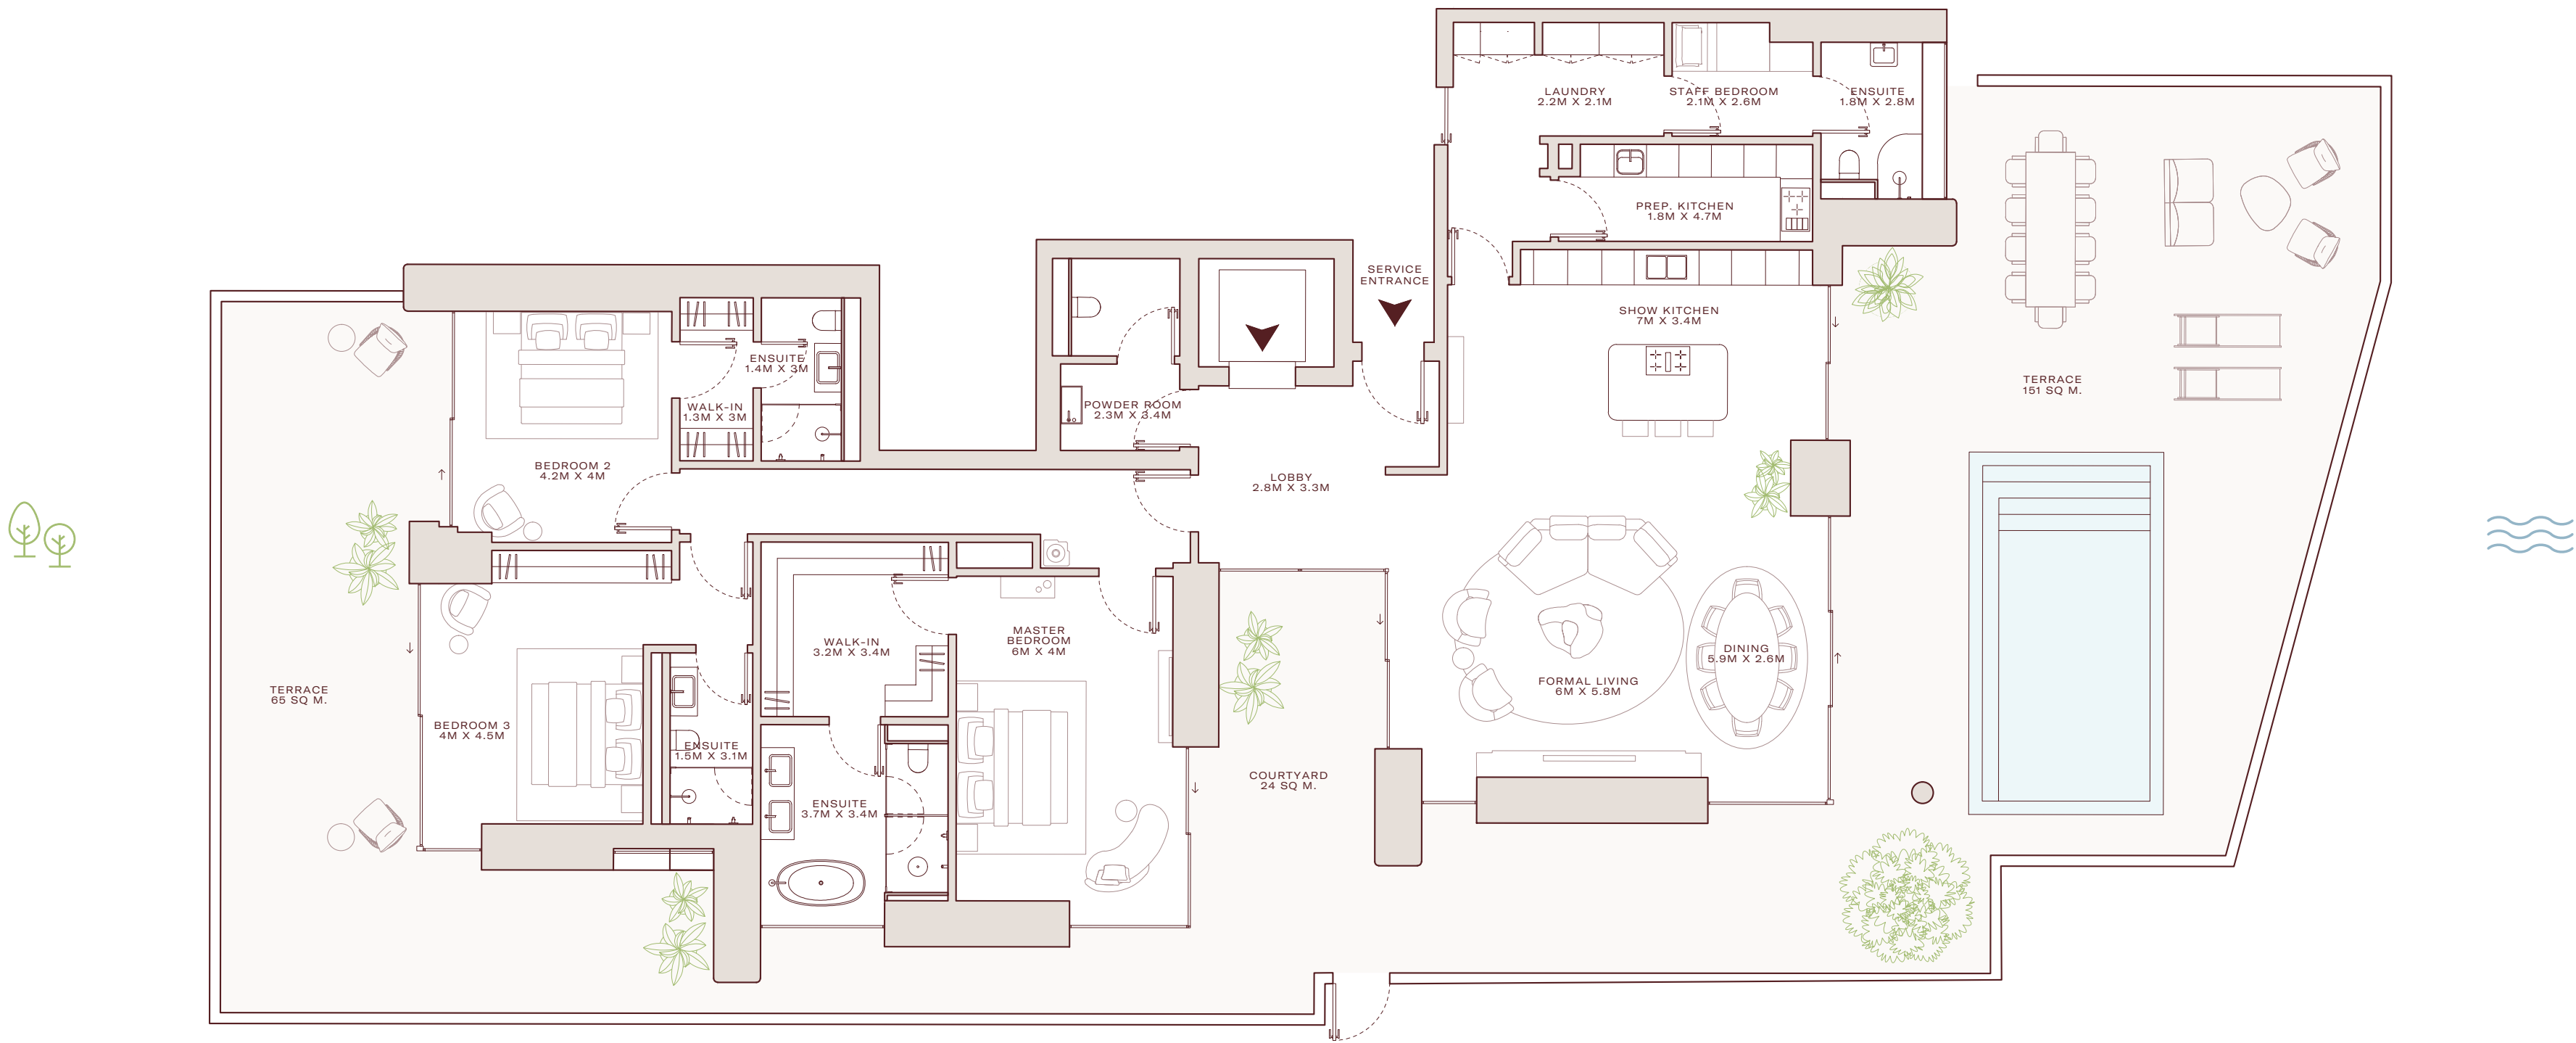 LAUNDRY
2.2M X 2.1M
STAFF BEDROOM
2.1M X 2.6M
ENSUITE
1.8M X 2.8M
PREP. KITCHEN
1.8M X 4.7M
SERVICE
ENTRANCE
SHOW KITCHEN
7M X 3.4M
TERRACE
151 SQ M.
ENSUITE
1.4M X 3M
WALK-IN
1.3M X 3M
POWDER ROOM
2.3M X 3.4M
BEDROOM 2
4.2M X 4M
LOBBY
2.8M X 3.3M
WALK-IN
3.2M X 3.4M
MASTER
BEDROOM
6M X 4M
DINING
5.9M X 2.6M
FORMAL LIVING
6M X 5.8M
TERRACE
65 SQ M.
BEDROOM 3
4M X 4.5M
ENSUITE
1.5M X 3.1M
COURTYARD
24 SQ M.
ENSUITE
3.7M X 3.4M